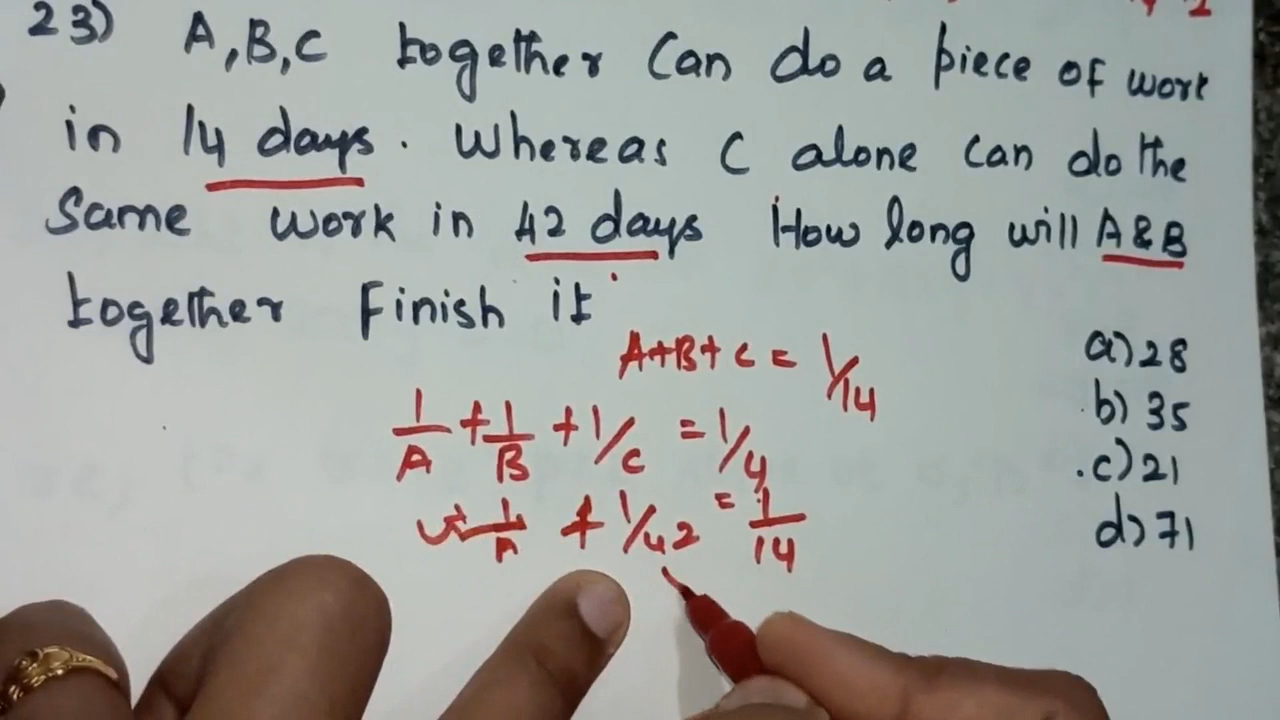 23) A,B,C together Can do a piece of work
in 14 days. Whereas C alone can do the
Same work in 42 days How long will A&B
together Finish it
A+B+C = 1/14
a) 28
1/A + 1/B + 1/C = 1/4
b) 35
c) 21
1/A + 1/42 = 1/14
d) 71